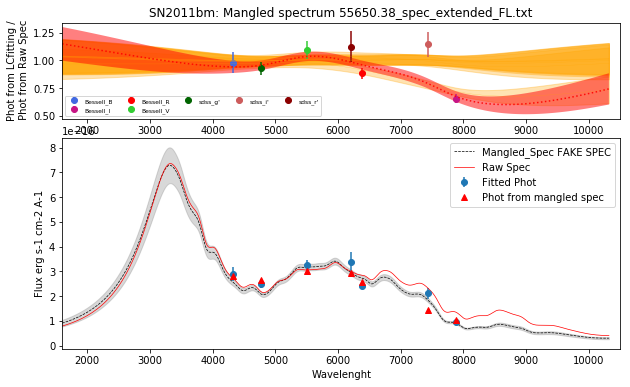 SN2011bm: Mangled spectrum 55650.38_spec_extended_FL.txt
Phot from LCfitting /
Phot from Raw Spec
1.25
1.00
0.75
0.50
Bessell_B
Bessell_R
sdss_g'
sdss_i'
sdss_r'
Bessell_I
Bessell_V
2000 3000 4000 5000 6000 7000 8000 9000 10000
Flux erg s-1 cm-2 A-1
8
7
6
5
4
3
2
1
0
Mangled_Spec FAKE SPEC
Raw Spec
Fitted Phot
Phot from mangled spec
2000 3000 4000 5000 6000 7000 8000 9000 10000
Wavelenght